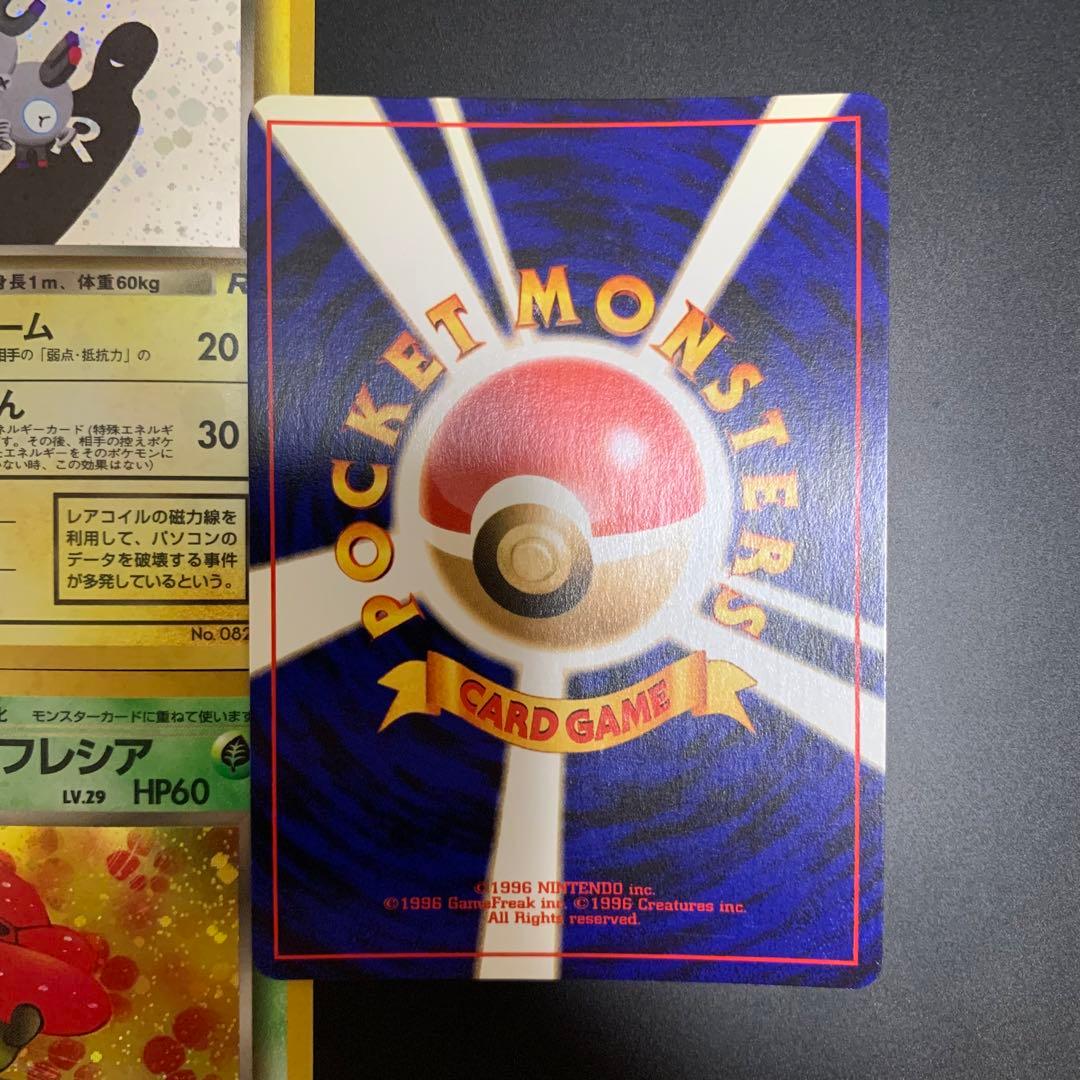 R
身長1m、体重60kg
R
ーム
相手の「弱点・抵抗力」の
20
ん
ネルギーカード(特殊エネルギ
す。その後、相手の控えポケ
たエネルギーをそのポケモンに
ない時、この効果はない)
30
レアコイルの磁力線を
利用して、パソコンの
データを破壊する事件
が多発しているという。
No. 082
モンスターカードに重ねて使います
フレシア
LV.29 HP60
POCKET MONSTERS
CARD GAME
©1996 NINTENDO inc.
©1996 GameFreak inc. ©1996 Creatures inc.
All Rights reserved.